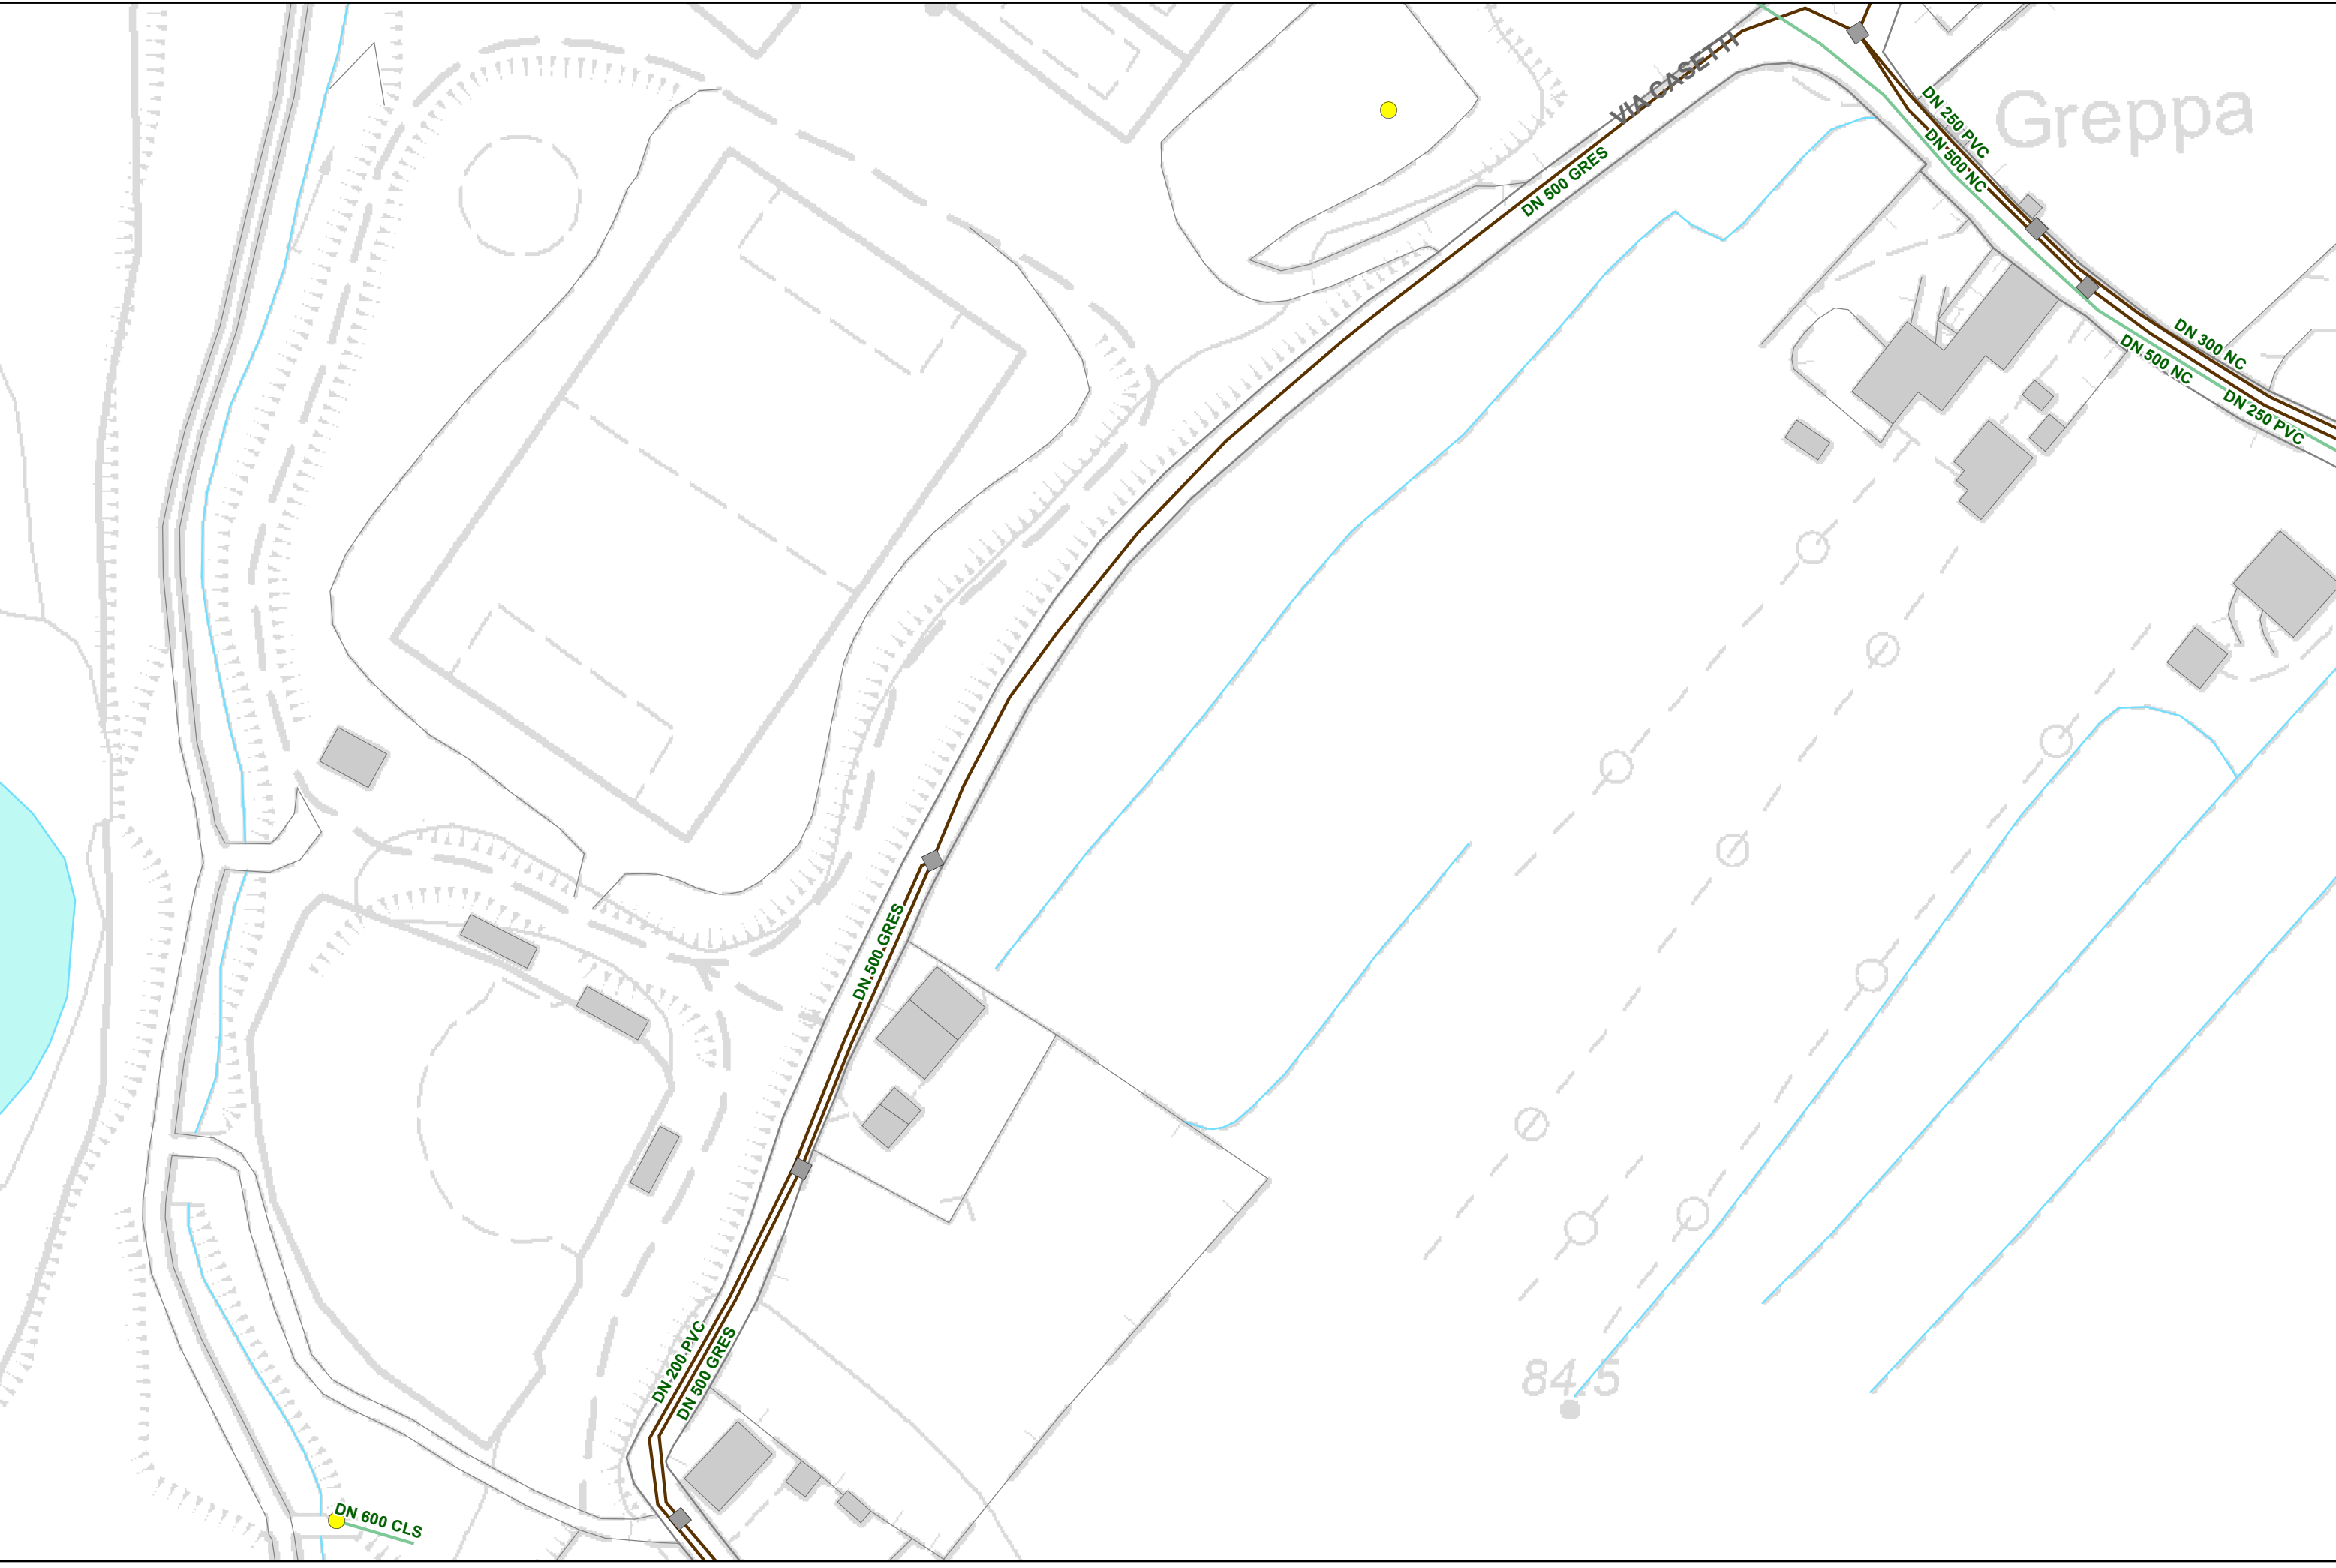 VIA CASETTI
DN 250 PVC
Greppa
DN 500 NC
DN 500 GRES
DN 300 NC
DN 500 NC
DN 250 PVC
DN 500 GRES
DN 200 PVC
DN 500 GRES
84.5
DN 600 CLS